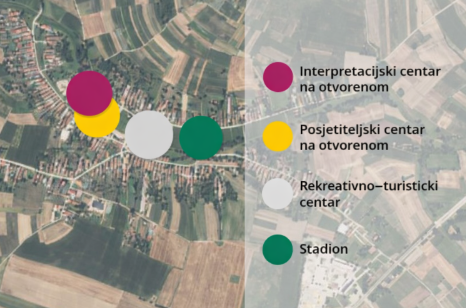 Interpretacijski centar
na otvorenom
Posjetiteljski centar
na otvorenom
Rekreativno–turisticki
centar
Stadion